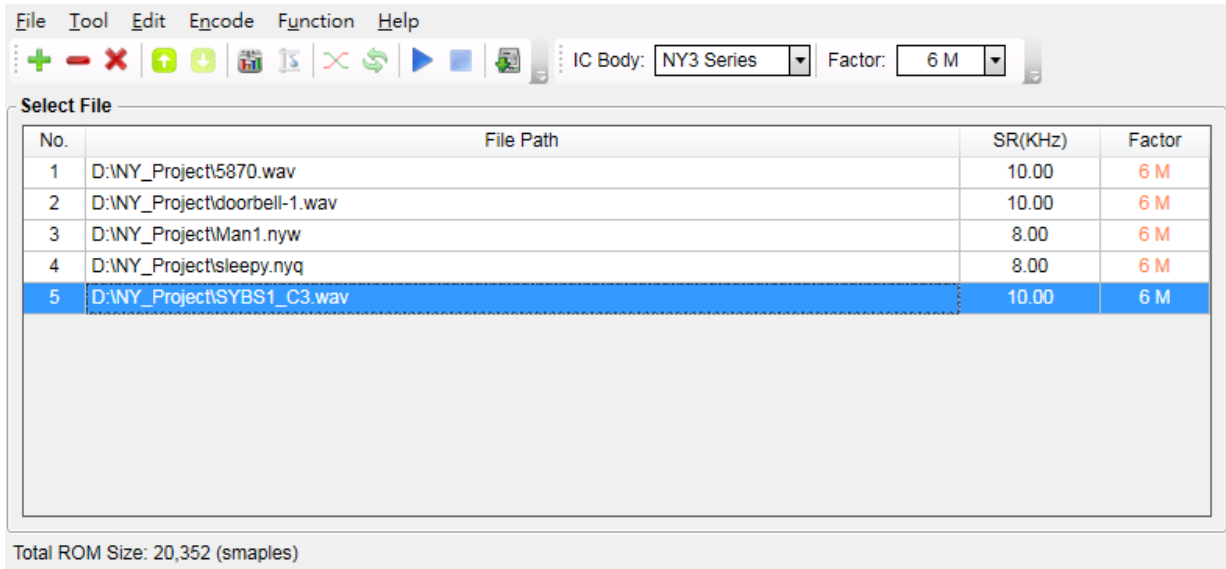 File Tool Edit Encode Function Help
IC Body: NY3 Series Factor: 6 M
Select File
No. File Path SR(KHz) Factor
1 D:\NY_Project\5870.wav 10.00 6 M
2 D:\NY_Project\doorbell-1.wav 10.00 6 M
3 D:\NY_Project\Man1.nyw 8.00 6 M
4 D:\NY_Project\sleepy.nyq 8.00 6 M
5 D:\NY_Project\SYBS1_C3.wav 10.00 6 M
Total ROM Size: 20,352 (smaples)